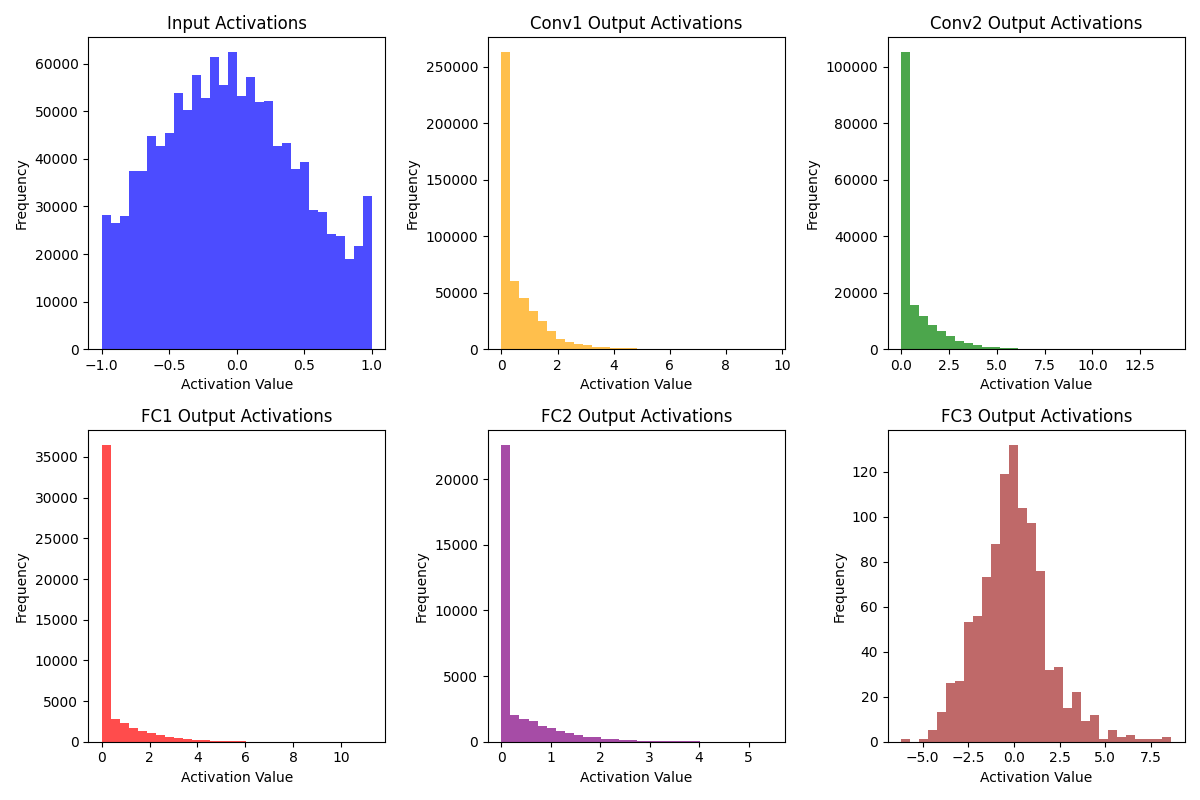 Input Activations
Frequency
60000
50000
40000
30000
20000
10000
0
−1.0 −0.5 0.0 0.5 1.0
Activation Value
Conv1 Output Activations
Frequency
250000
200000
150000
100000
50000
0
0 2 4 6 8 10
Activation Value
Conv2 Output Activations
Frequency
100000
80000
60000
40000
20000
0
0.0 2.5 5.0 7.5 10.0 12.5
Activation Value
FC1 Output Activations
Frequency
35000
30000
25000
20000
15000
10000
5000
0
0 2 4 6 8 10
Activation Value
FC2 Output Activations
Frequency
20000
15000
10000
5000
0
0 1 2 3 4 5
Activation Value
FC3 Output Activations
Frequency
120
100
80
60
40
20
0
−5.0 −2.5 0.0 2.5 5.0 7.5
Activation Value